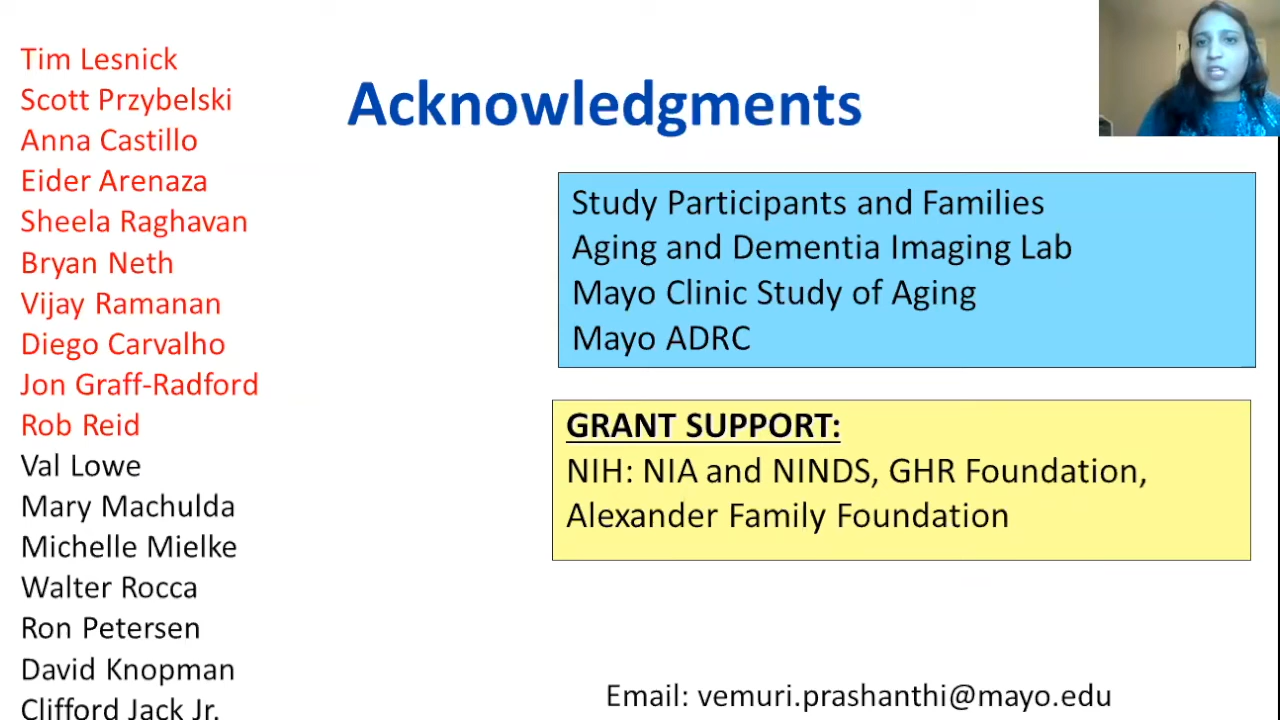 Acknowledgments
Tim Lesnick
Scott Przybelski
Anna Castillo
Eider Arenaza
Sheela Raghavan
Bryan Neth
Vijay Ramanan
Diego Carvalho
Jon Graff-Radford
Rob Reid
Val Lowe
Mary Machulda
Michelle Mielke
Walter Rocca
Ron Petersen
David Knopman
Clifford Jack Jr.
Study Participants and Families
Aging and Dementia Imaging Lab
Mayo Clinic Study of Aging
Mayo ADRC
GRANT SUPPORT:
NIH: NIA and NINDS, GHR Foundation,
Alexander Family Foundation
Email: vemuri.prashanthi@mayo.edu